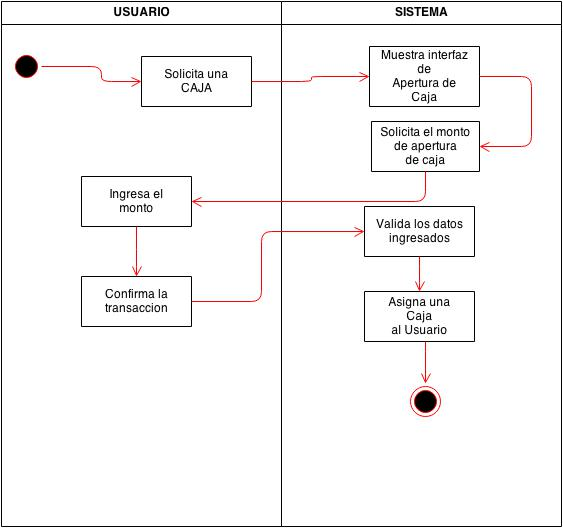 USUARIO
SISTEMA
Solicita una
CAJA
Muestra interfaz
de
Apertura de
Caja
Solicita el monto
de apertura
de caja
Ingresa el
monto
Valida los datos
ingresados
Confirma la
transaccion
Asigna una
Caja
al Usuario